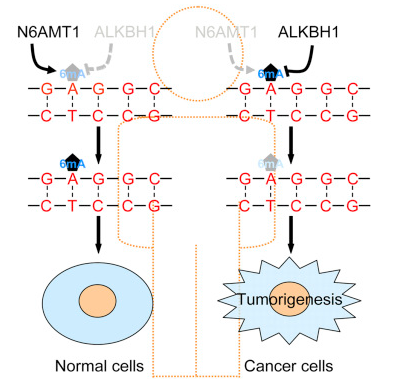 N6AMT1 ALKBH1 N6AMT1 ALKBH1
6mA 6mA
G A G G C G A G G C
C T C C G C T C C G
6mA 6mA
G A G G C G A G G C
C T C C G C T C C G
Tumorigenesis
Normal cells Cancer cells